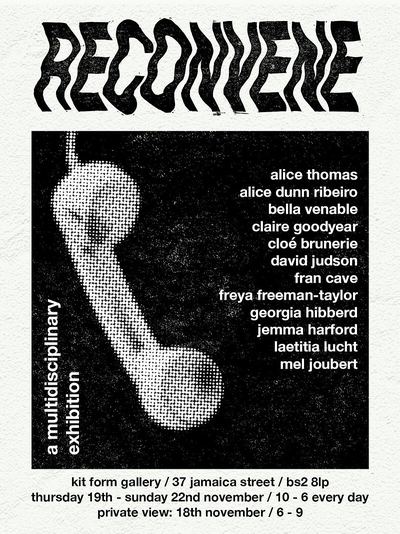 RECONVENE
alice thomas
alice dunn ribeiro
bella venable
claire goodyear
cloé brunerie
david judson
fran cave
freya freeman-taylor
georgia hibberd
jemma harford
laetitia lucht
mel joubert
a multidisciplinary
exhibition
kit form gallery / 37 jamaica street / bs2 8lp
thursday 19th - sunday 22nd november / 10 - 6 every day
private view: 18th november / 6 - 9